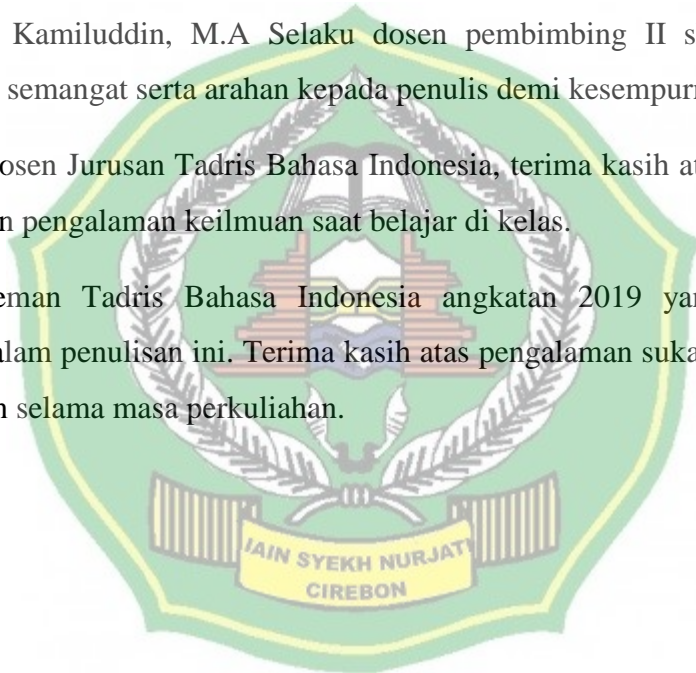 Kamiluddin, M.A Selaku dosen pembimbing II s
semangat serta arahan kepada penulis demi kesempur
osen Jurusan Tadris Bahasa Indonesia, terima kasih at
n pengalaman keilmuan saat belajar di kelas.
eman Tadris Bahasa Indonesia angkatan 2019 ya
alam penulisan ini. Terima kasih atas pengalaman suka
n selama masa perkuliahan.
IAIN SYEKH NURJATI
CIREBON